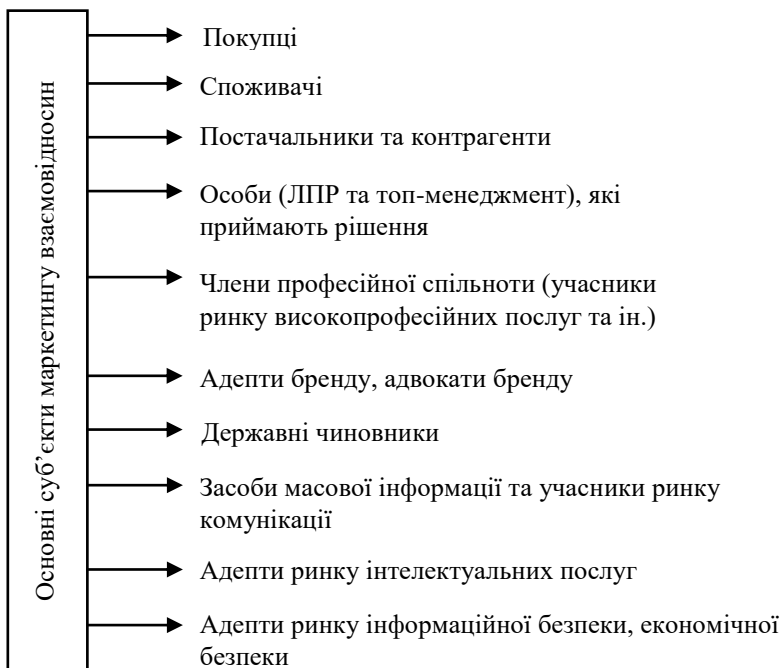 Основні суб’єкти маркетингу взаємовідносин
Покупці
Споживачі
Постачальники та контрагенти
Особи (ЛПР та топ-менеджмент), які
приймають рішення
Члени професійної спільноти (учасники
ринку високопрофесійних послуг та ін.)
Адепти бренду, адвокати бренду
Державні чиновники
Засоби масової інформації та учасники ринку
комунікації
Адепти ринку інтелектуальних послуг
Адепти ринку інформаційної безпеки, економічної
безпеки